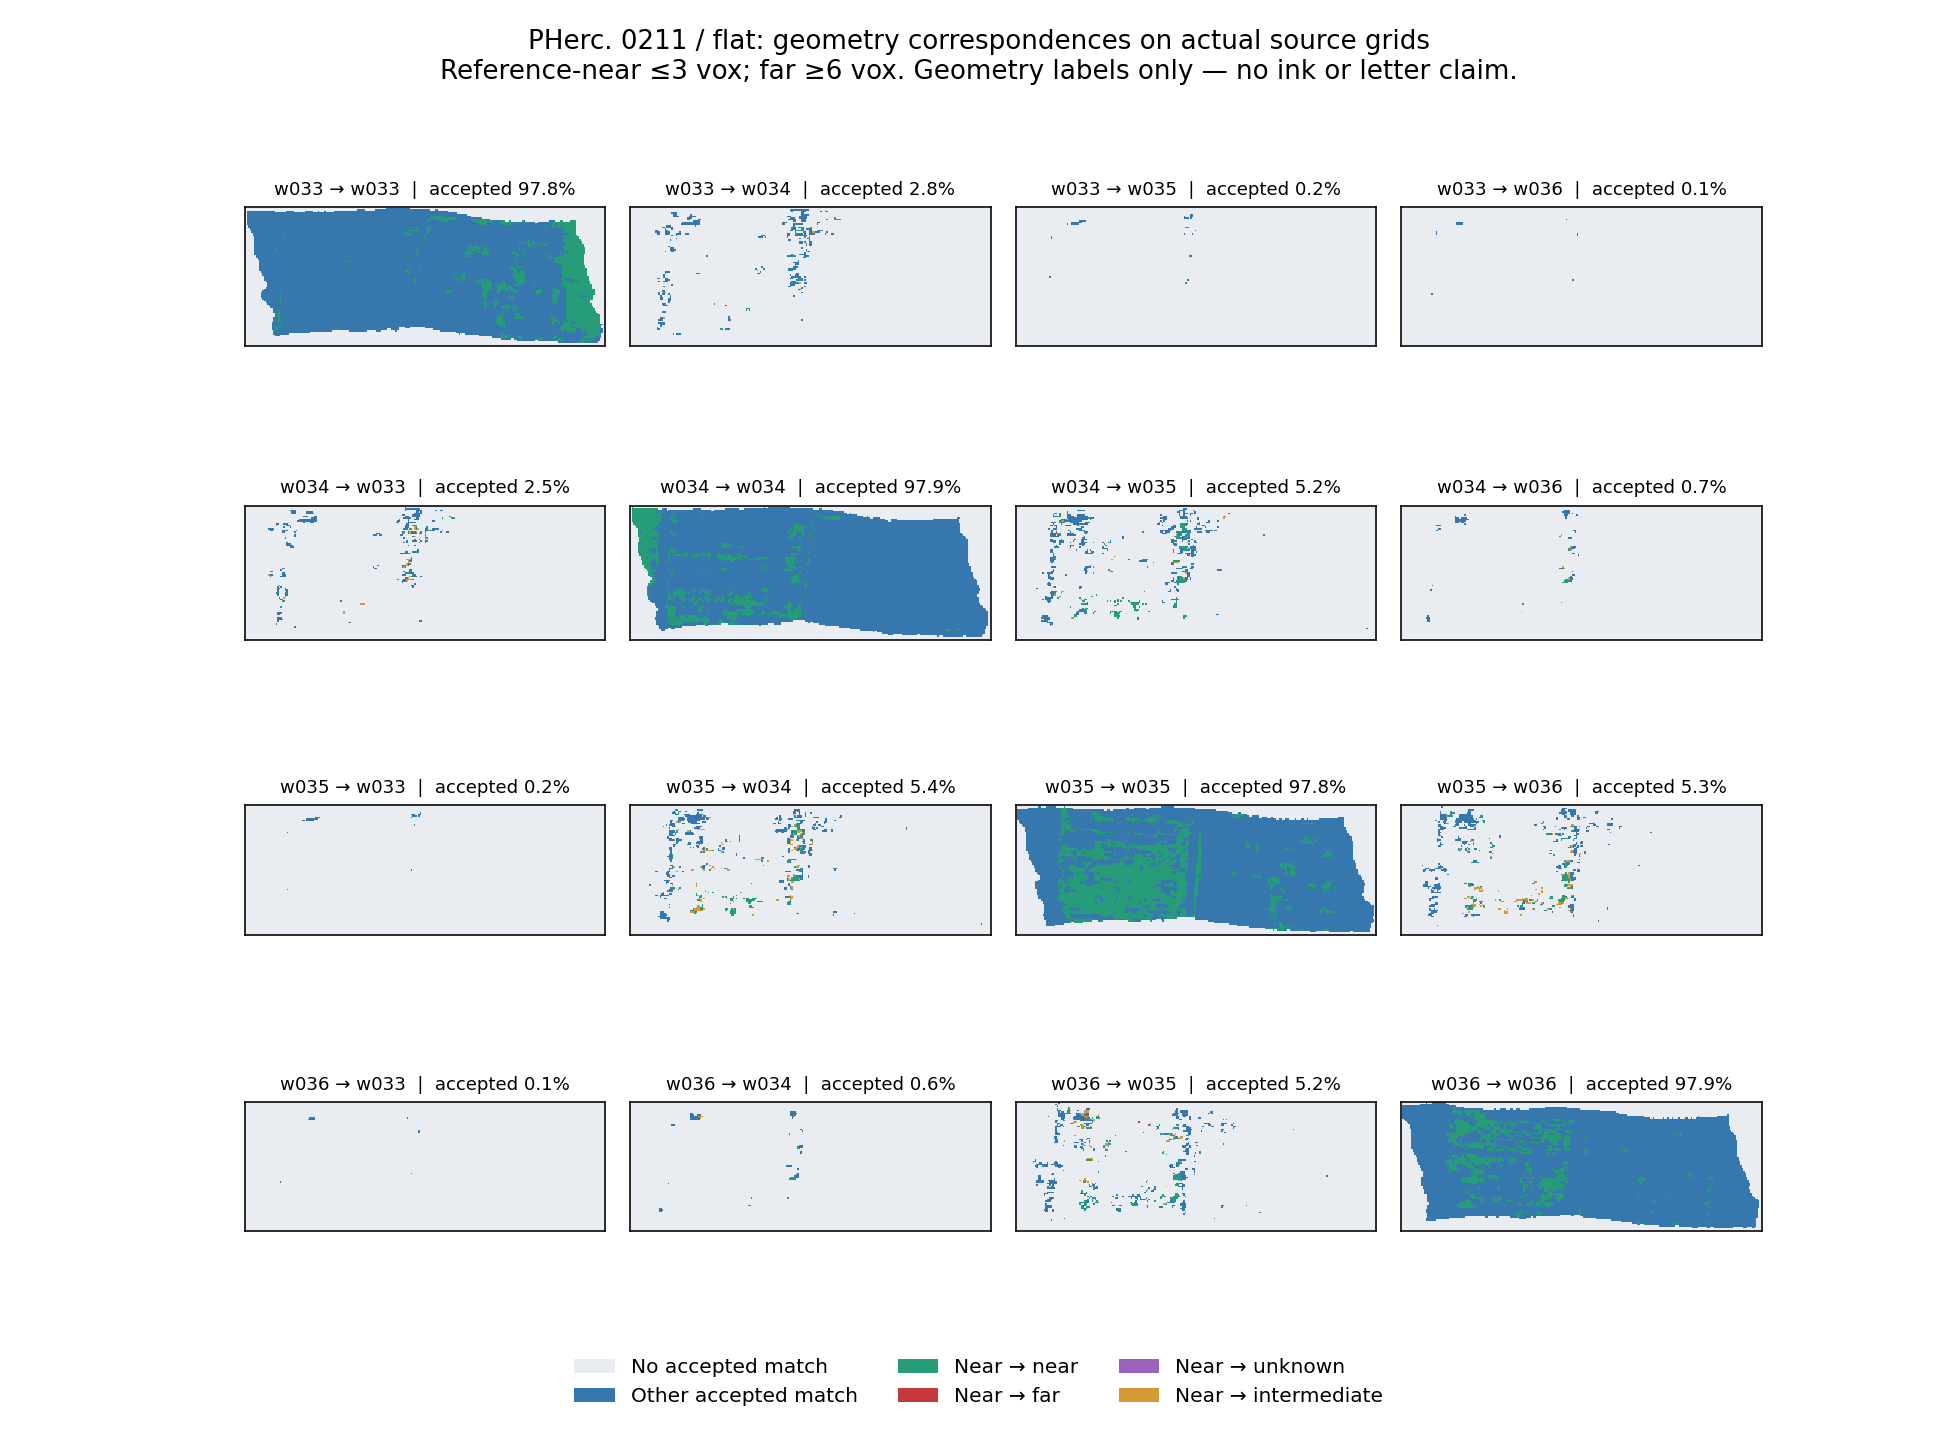 PHerc. 0211 / flat: geometry correspondences on actual source grids
Reference-near ≤3 vox; far ≥6 vox. Geometry labels only — no ink or letter claim.
w033 → w033 | accepted 97.8%
w033 → w034 | accepted 2.8%
w033 → w035 | accepted 0.2%
w033 → w036 | accepted 0.1%
w034 → w033 | accepted 2.5%
w034 → w034 | accepted 97.9%
w034 → w035 | accepted 5.2%
w034 → w036 | accepted 0.7%
w035 → w033 | accepted 0.2%
w035 → w034 | accepted 5.4%
w035 → w035 | accepted 97.8%
w035 → w036 | accepted 5.3%
w036 → w033 | accepted 0.1%
w036 → w034 | accepted 0.6%
w036 → w035 | accepted 5.2%
w036 → w036 | accepted 97.9%
No accepted match
Other accepted match
Near → near
Near → far
Near → unknown
Near → intermediate